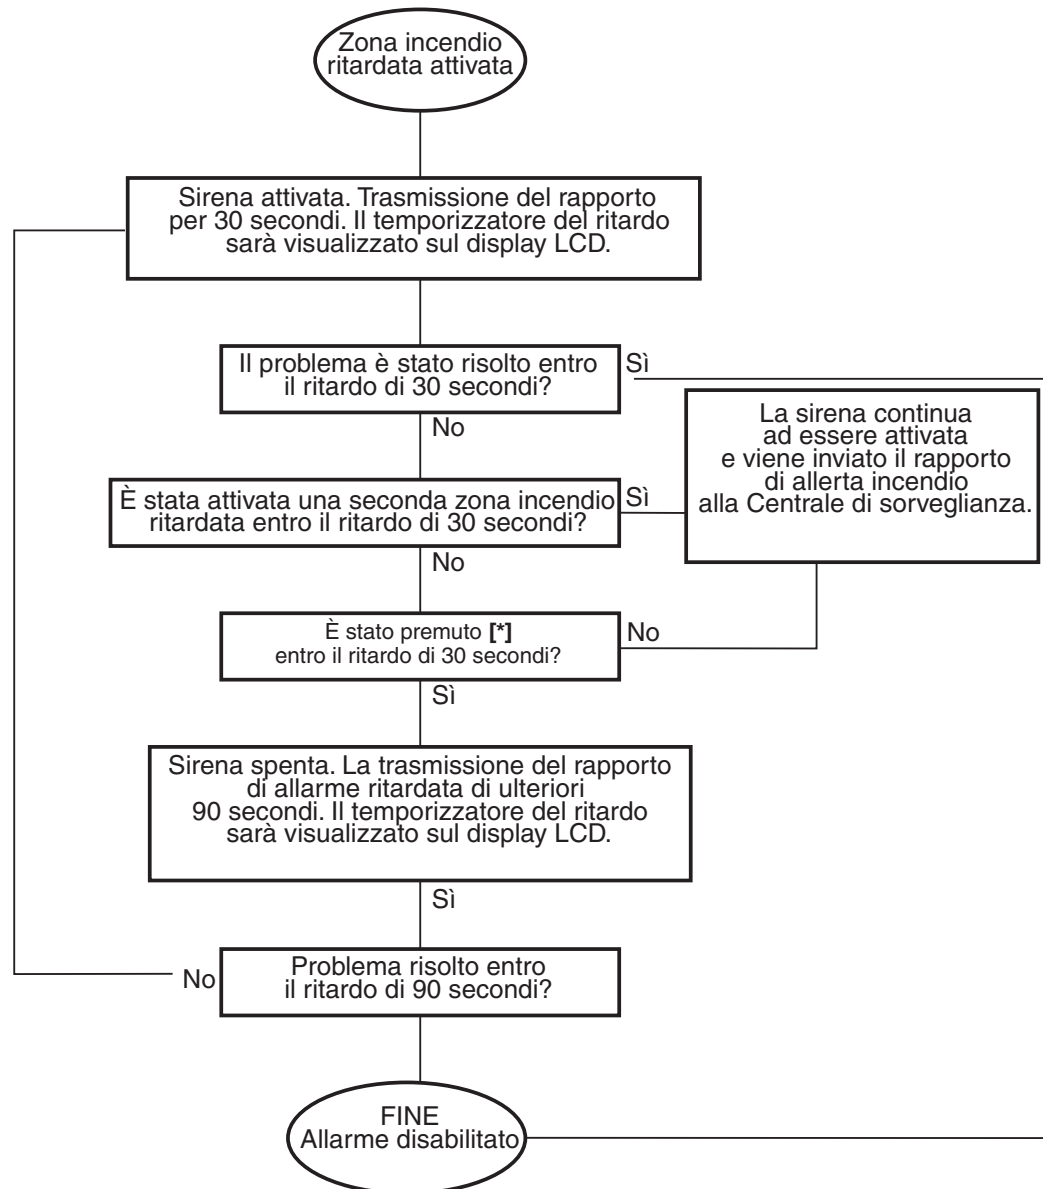 Zona incendio
ritardata attivata
Sirena attivata. Trasmissione del rapporto
per 30 secondi. Il temporizzatore del ritardo
sarà visualizzato sul display LCD.
Il problema è stato risolto entro
il ritardo di 30 secondi?
Sì
No
La sirena continua
ad essere attivata
e viene inviato il rapporto
di allerta incendio
alla Centrale di sorveglianza.
È stata attivata una seconda zona incendio
ritardata entro il ritardo di 30 secondi?
Sì
No
È stato premuto [*]
entro il ritardo di 30 secondi?
No
Sì
Sirena spenta. La trasmissione del rapporto
di allarme ritardata di ulteriori
90 secondi. Il temporizzatore del ritardo
sarà visualizzato sul display LCD.
Sì
No
Problema risolto entro
il ritardo di 90 secondi?
FINE
Allarme disabilitato